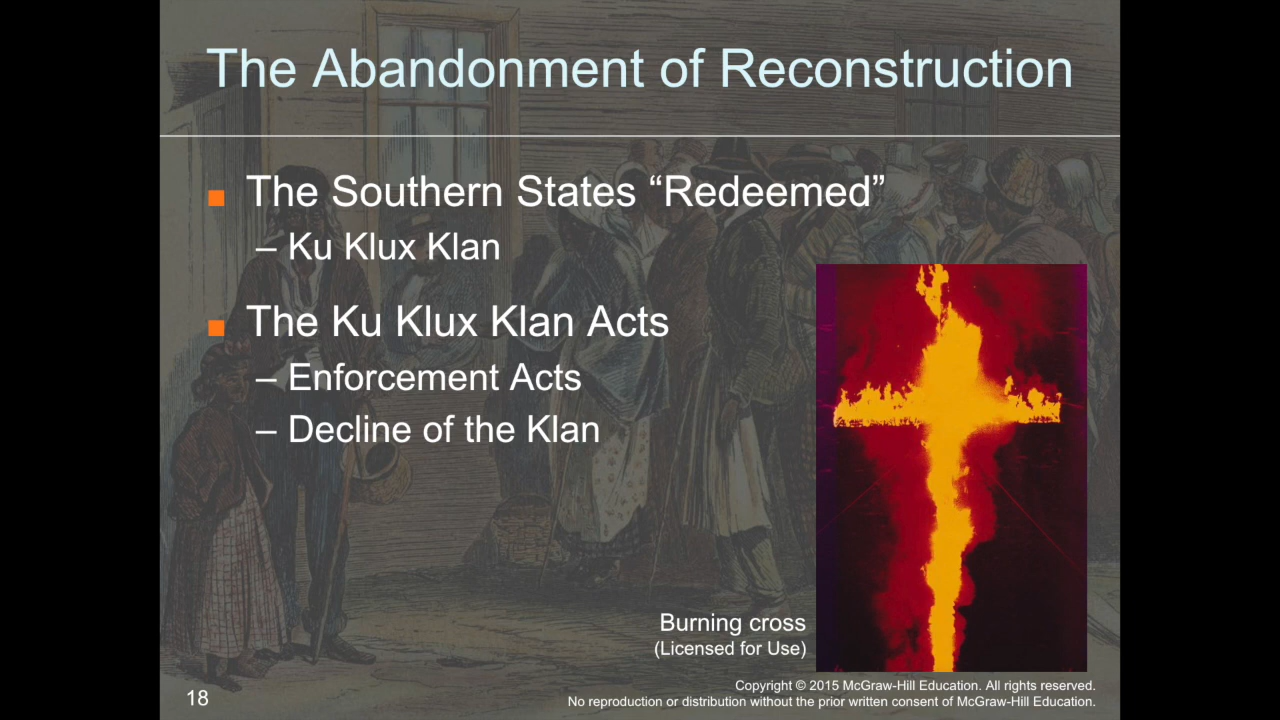 The Abandonment of Reconstruction
■ The Southern States “Redeemed”
– Ku Klux Klan
■ The Ku Klux Klan Acts
– Enforcement Acts
– Decline of the Klan
Burning cross
(Licensed for Use)
18
Copyright © 2015 McGraw-Hill Education. All rights reserved.
No reproduction or distribution without the prior written consent of McGraw-Hill Education.